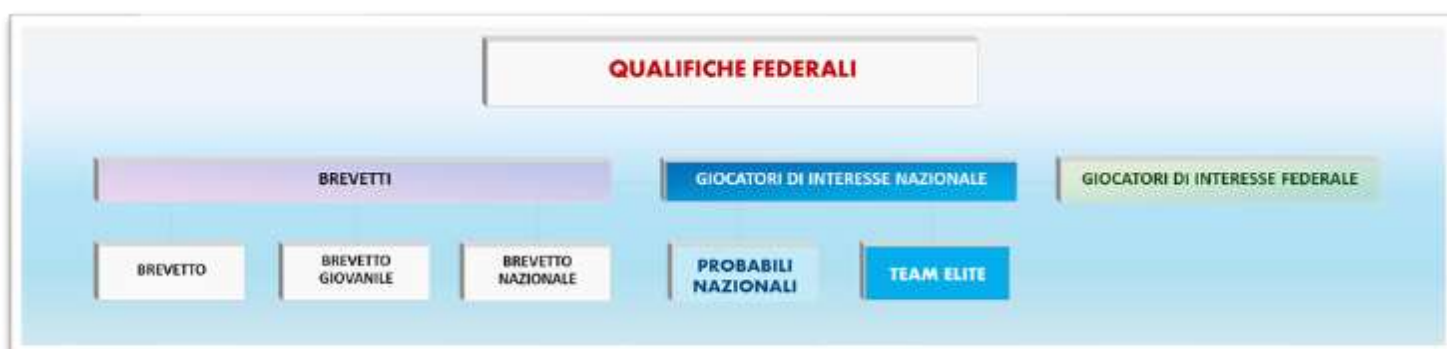 QUALIFICHE FEDERALI
BREVETTI
GIOCATORI DI INTERESSE NAZIONALE
GIOCATORI DI INTERESSE FEDERALE
BREVETTO
BREVETTO
GIOVANILE
BREVETTO
NAZIONALE
PROBABILI
NAZIONALI
TEAM ELITE